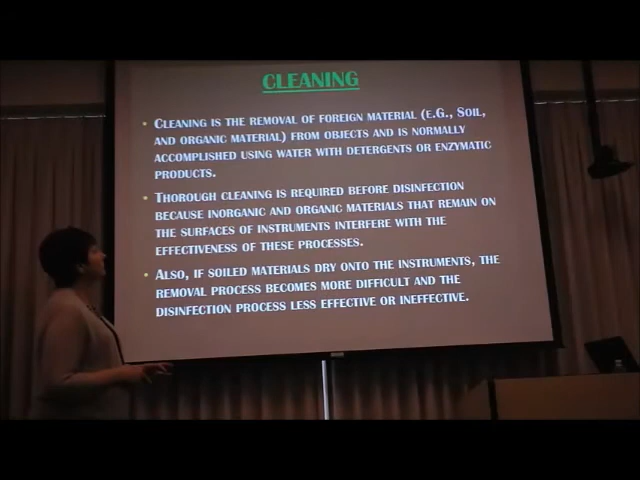 CLEANING
• CLEANING IS THE REMOVAL OF FOREIGN MATERIAL (E.G., SOIL,
AND ORGANIC MATERIAL) FROM OBJECTS AND IS NORMALLY
ACCOMPLISHED USING WATER WITH DETERGENTS OR ENZYMATIC
PRODUCTS.
• THOROUGH CLEANING IS REQUIRED BEFORE DISINFECTION
BECAUSE INORGANIC AND ORGANIC MATERIALS THAT REMAIN ON
THE SURFACES OF INSTRUMENTS INTERFERE WITH THE
EFFECTIVENESS OF THESE PROCESSES.
• ALSO, IF SOILED MATERIALS DRY ONTO THE INSTRUMENTS, THE
REMOVAL PROCESS BECOMES MORE DIFFICULT AND THE
DISINFECTION PROCESS LESS EFFECTIVE OR INEFFECTIVE.